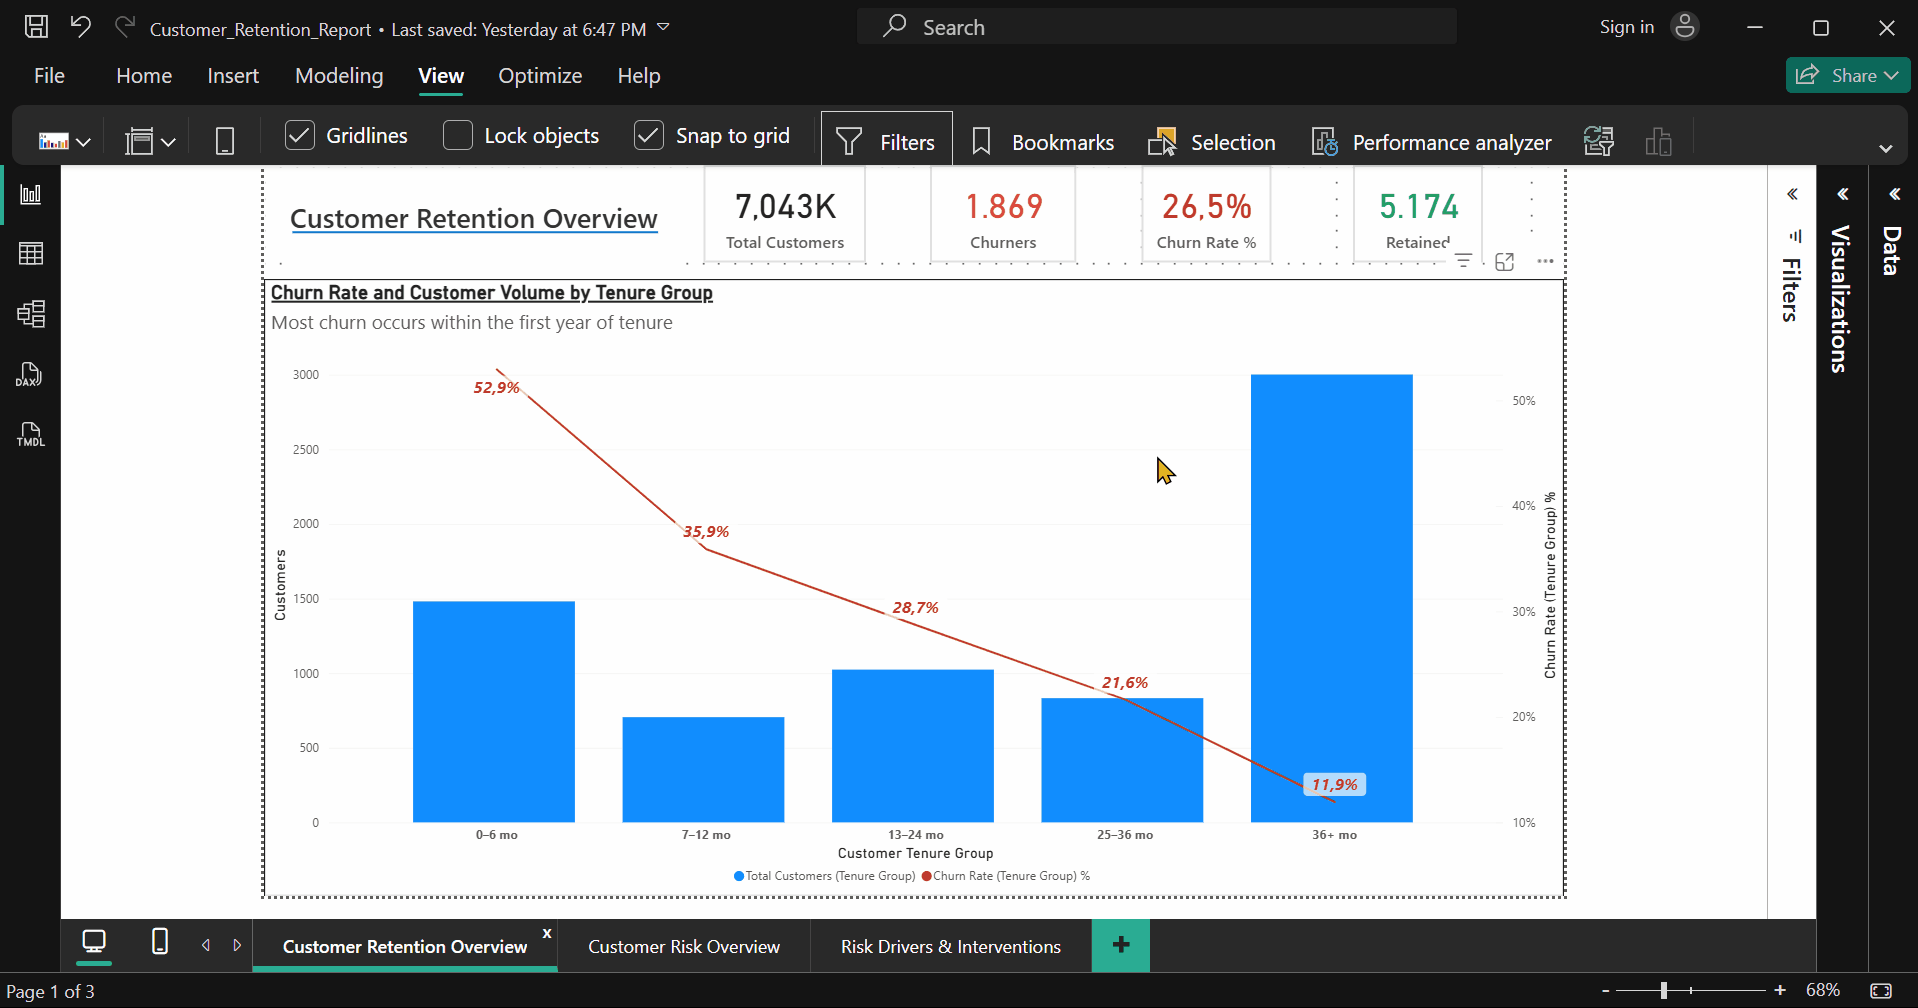 Customer_Retention_Report • Last saved: Yesterday at 6:47 PM
Search
Sign in
File Home Insert Modeling View Optimize Help
Share
Gridlines Lock objects Snap to grid Filters Bookmarks Selection Performance analyzer
DAX
TMDL
Customer Retention Overview
7,043K
Total Customers
1.869
Churners
26,5%
Churn Rate %
5.174
Retained
Churn Rate and Customer Volume by Tenure Group
Most churn occurs within the first year of tenure
3000
2500
2000
1500
1000
500
0
Customers
52,9%
35,9%
28,7%
21,6%
11,9%
50%
40%
30%
20%
10%
Churn Rate (Tenure Group) %
0–6 mo 7–12 mo 13–24 mo 25–36 mo 36+ mo
Customer Tenure Group
Total Customers (Tenure Group) Churn Rate (Tenure Group) %
Filters
Visualizations
Data
Customer Retention Overview x Customer Risk Overview Risk Drivers & Interventions +
Page 1 of 3
- + 68%